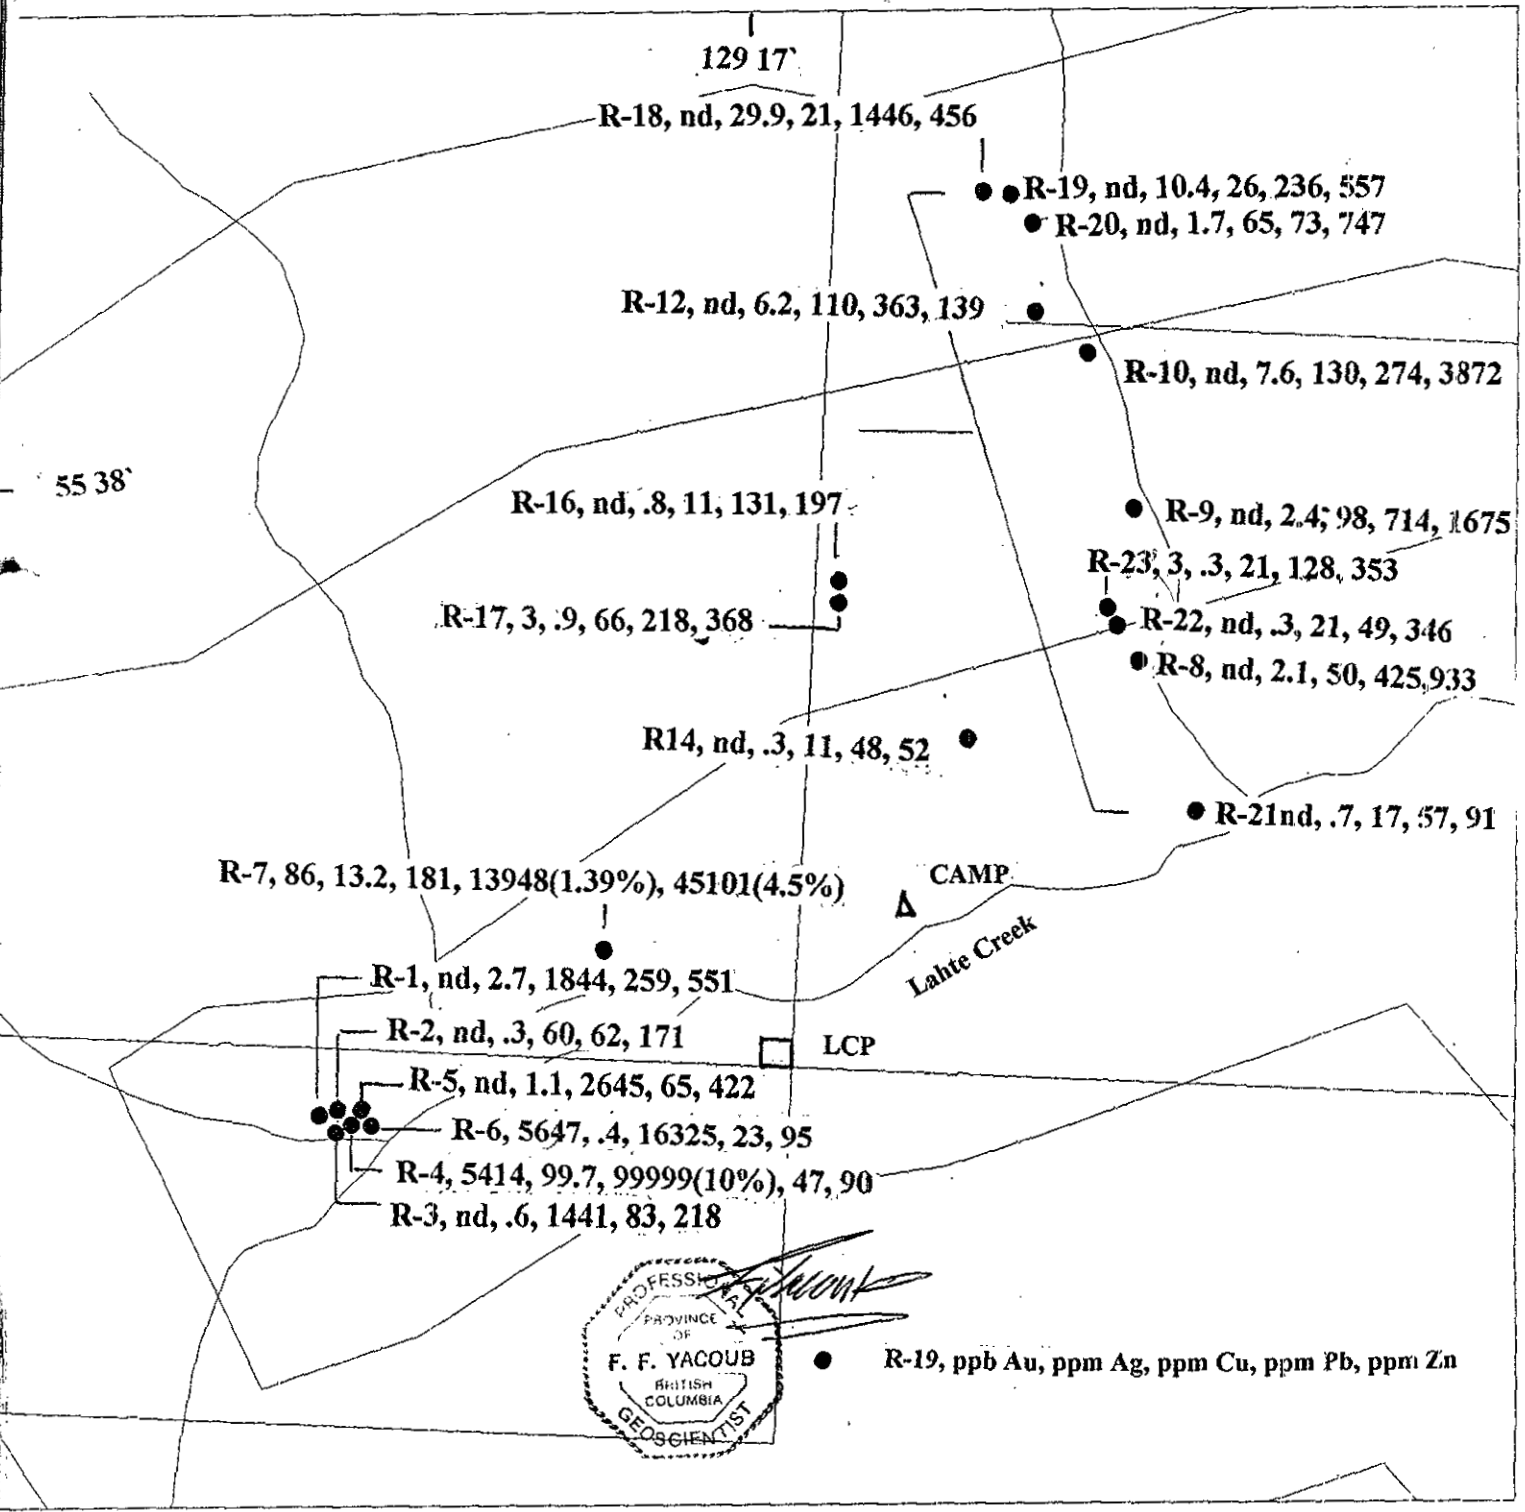 129 17`
R-18, nd, 29.9, 21, 1446, 456
R-19, nd, 10.4, 26, 236, 557
R-20, nd, 1.7, 65, 73, 747
R-12, nd, 6.2, 110, 363, 139
R-10, nd, 7.6, 130, 274, 3872
55 38`
R-16, nd, .8, 11, 131, 197
R-9, nd, 2.4, 98, 714, 1675
R-23, 3, .3, 21, 128, 353
R-17, 3, .9, 66, 218, 368
R-22, nd, .3, 21, 49, 346
R-8, nd, 2.1, 50, 425,933
R14, nd, .3, 11, 48, 52
R-21nd, .7, 17, 57, 91
R-7, 86, 13.2, 181, 13948(1.39%), 45101(4.5%)
CAMP
Lahte Creek
R-1, nd, 2.7, 1844, 259, 551
R-2, nd, .3, 60, 62, 171
LCP
R-5, nd, 1.1, 2645, 65, 422
R-6, 5647, .4, 16325, 23, 95
R-4, 5414, 99.7, 99999(10%), 47, 90
R-3, nd, .6, 1441, 83, 218
PROFESSIONAL
PROVINCE
OF
F. F. YACOUB
BRITISH
COLUMBIA
GEOSCIENTIST
R-19, ppb Au, ppm Ag, ppm Cu, ppm Pb, ppm Zn